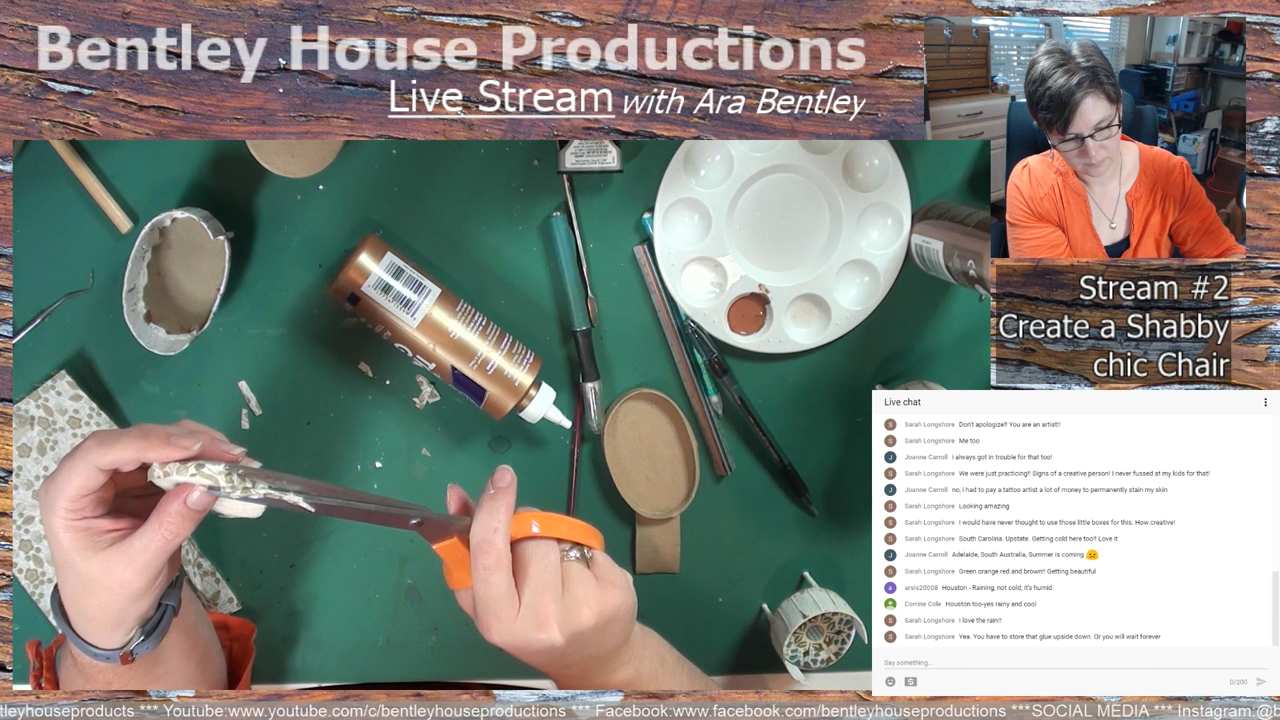 Bentley House Productions
Live Stream with Ara Bentley
Stream #2
Create a Shabby
chic Chair
Live chat
S Sarah Longshore Don't apologize!! You are an artist!!
S Sarah Longshore Me too
J Joanne Carroll I always got in trouble for that too!
S Sarah Longshore We were just practicing!! Signs of a creative person! I never fussed at my kids for that!
J Joanne Carroll no, i had to pay a tattoo artist a lot of money to permanently stain my skin
S Sarah Longshore Looking amazing
S Sarah Longshore I would have never thought to use those little boxes for this. How creative!
S Sarah Longshore South Carolina. Upstate. Getting cold here too!! Love it
J Joanne Carroll Adelaide, South Australia, Summer is coming
S Sarah Longshore Green orange red and brown!! Getting beautiful
a arsis20008 Houston - Raining, not cold, it's humid.
Corrine Cole Houston too-yes rainy and cool
S Sarah Longshore I love the rain!!
S Sarah Longshore Yea. You have to store that glue upside down. Or you will wait forever
Say something...
0/200
tleyhouseproducts *** Youtube:www.youtube.com/c/bentleyhouseproductions *** Facebook:www.facebook.com/bentleyhouseproductions ***SOCIAL MEDIA *** Instagram:@